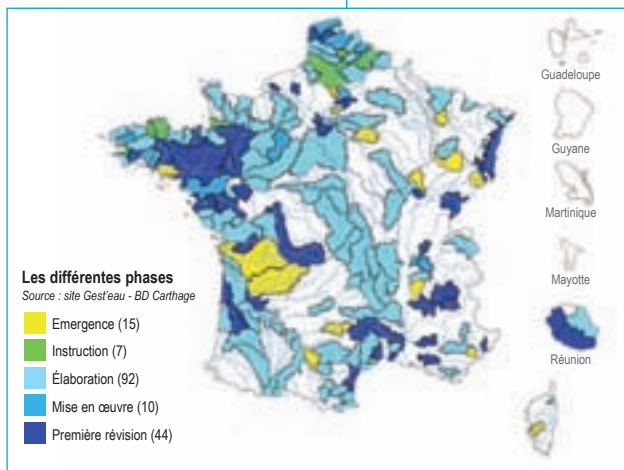 Guadeloupe
Guyane
Martinique
Mayotte
Réunion
Les différentes phases
Source : site Gest'eau - BD Carthage
Emergence (15)
Instruction (7)
Élaboration (92)
Mise en œuvre (10)
Première révision (44)